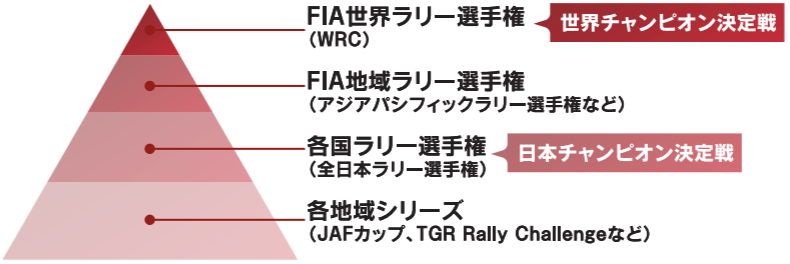 FIA世界ラリー選手権
（WRC）
世界チャンピオン決定戦
FIA地域ラリー選手権
（アジアパシフィックラリー選手権など）
各国ラリー選手権
（全日本ラリー選手権）
日本チャンピオン決定戦
各地域シリーズ
（JAFカップ、TGR Rally Challengeなど）